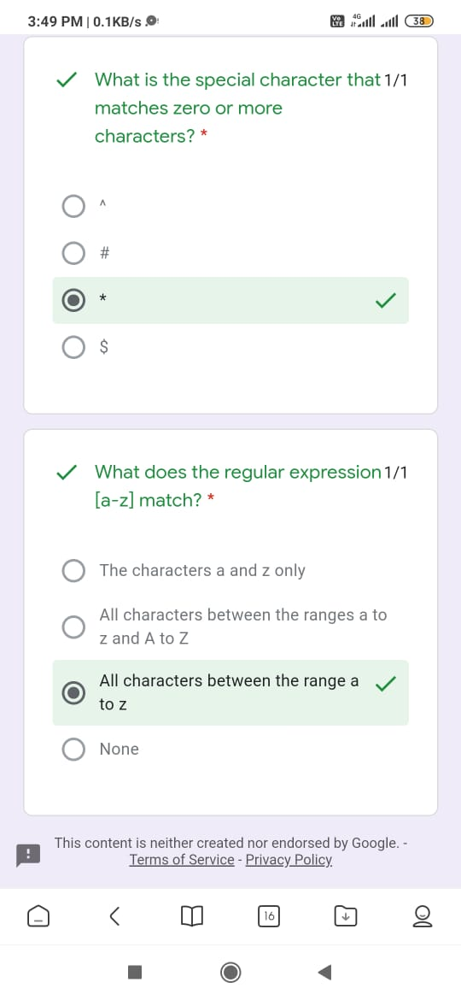 3:49 PM | 0.1KB/s
Vo LTE 4G 38
What is the special character that 1/1
matches zero or more
characters? *
^
#
*
$
What does the regular expression 1/1
[a-z] match? *
The characters a and z only
All characters between the ranges a to
z and A to Z
All characters between the range a
to z
None
This content is neither created nor endorsed by Google. -
Terms of Service - Privacy Policy
16